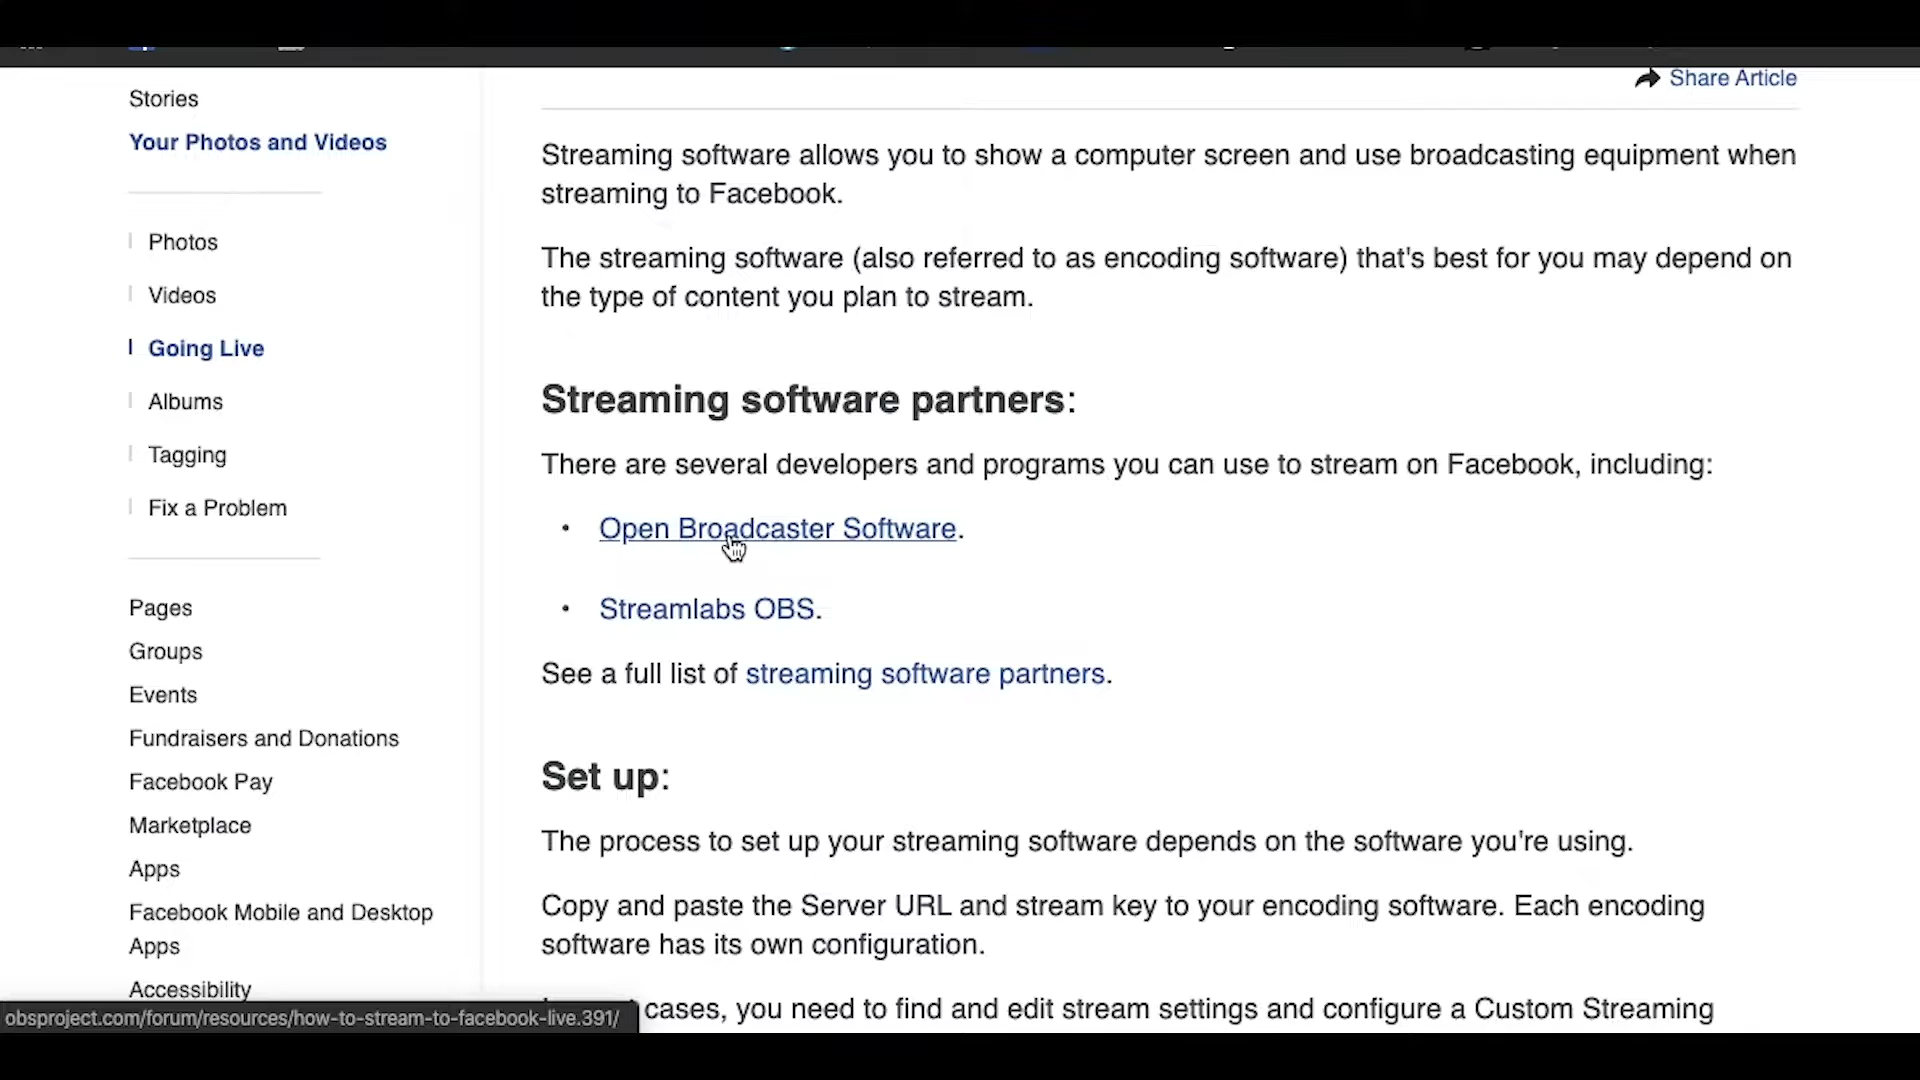 Share Article
Stories
Your Photos and Videos
Photos
Videos
Going Live
Albums
Tagging
Fix a Problem
Pages
Groups
Events
Fundraisers and Donations
Facebook Pay
Marketplace
Apps
Facebook Mobile and Desktop
Apps
Accessibility
Streaming software allows you to show a computer screen and use broadcasting equipment when
streaming to Facebook.
The streaming software (also referred to as encoding software) that's best for you may depend on
the type of content you plan to stream.
Streaming software partners:
There are several developers and programs you can use to stream on Facebook, including:
• Open Broadcaster Software.
• Streamlabs OBS.
See a full list of streaming software partners.
Set up:
The process to set up your streaming software depends on the software you're using.
Copy and paste the Server URL and stream key to your encoding software. Each encoding
software has its own configuration.
cases, you need to find and edit stream settings and configure a Custom Streaming
obsproject.com/forum/resources/how-to-stream-to-facebook-live.391/